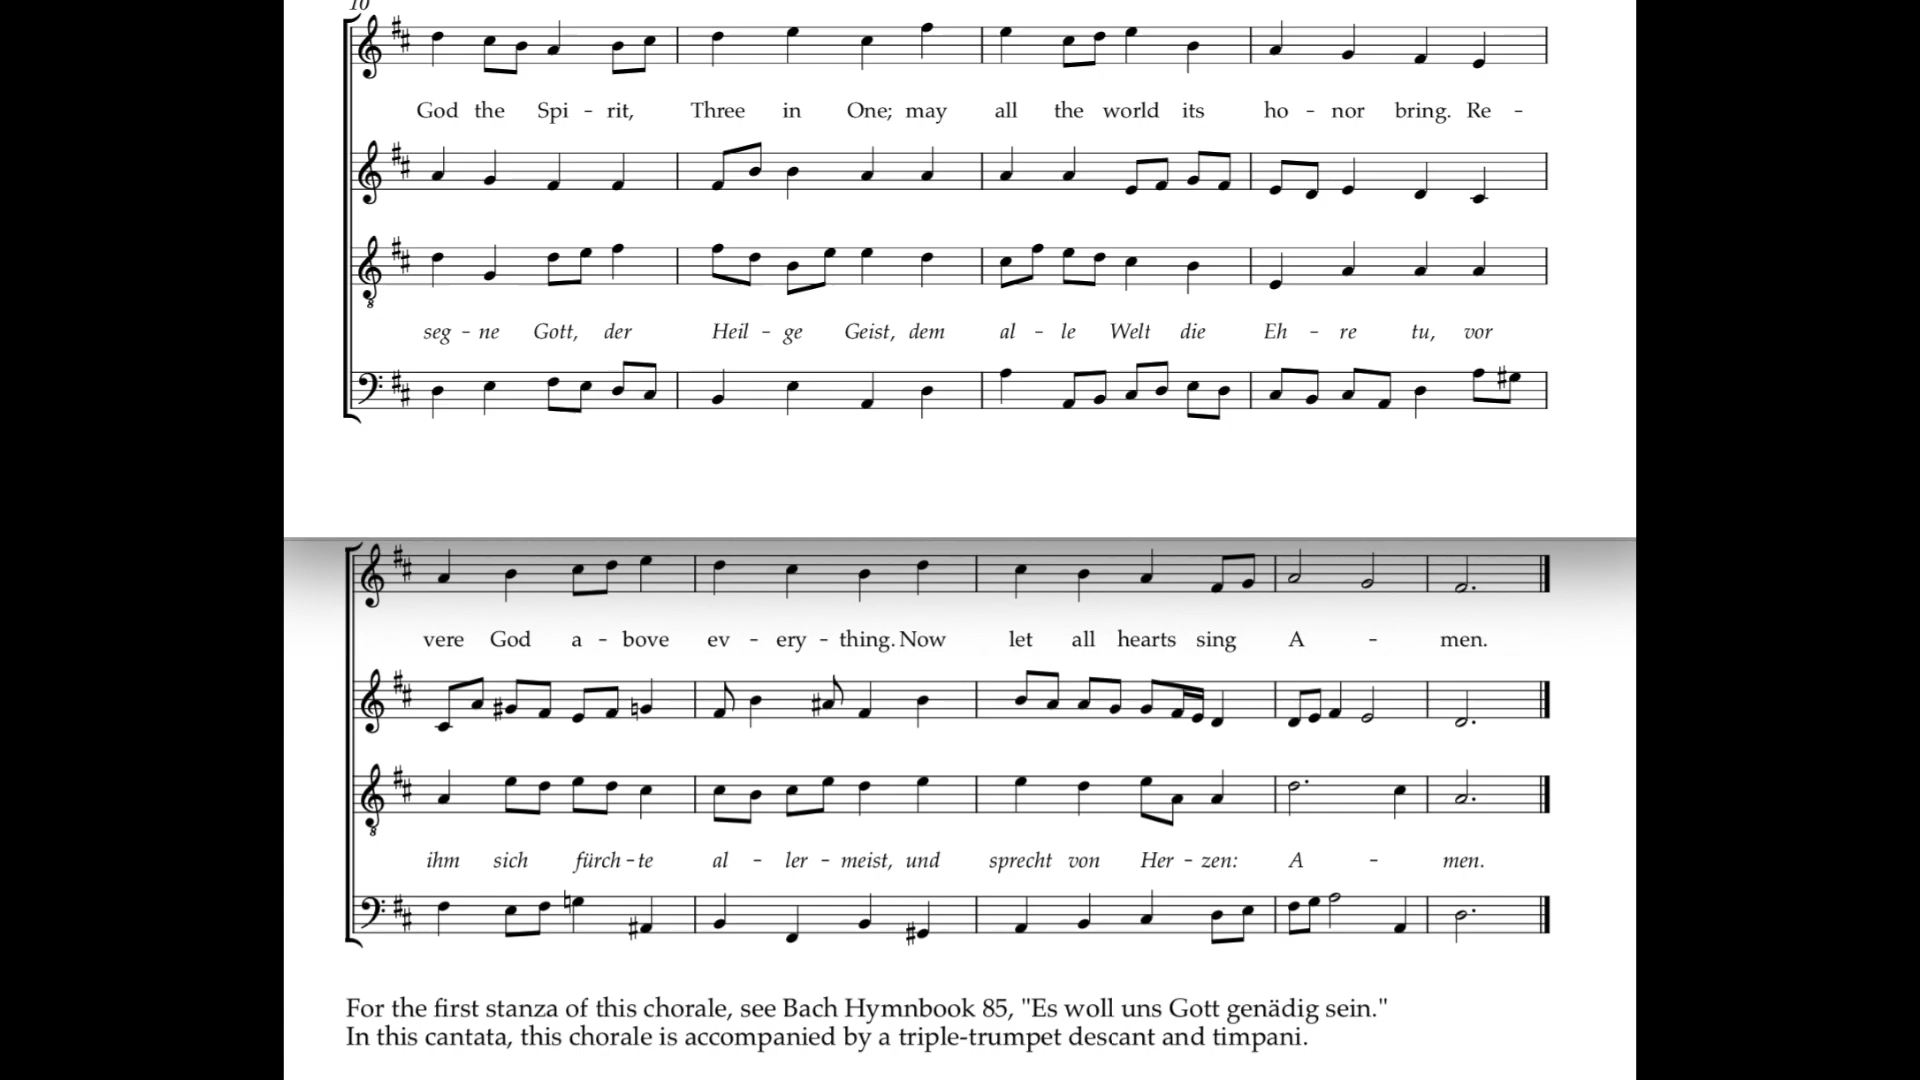 10
God the Spi - rit, Three in One; may all the world its ho - nor bring. Re -
8
seg - ne Gott, der Heil - ge Geist, dem al - le Welt die Eh - re tu, vor
vere God a - bove ev - ery - thing. Now let all hearts sing A - men.
8
ihm sich fürch - te al - ler - meist, und sprecht von Her - zen: A - men.
For the first stanza of this chorale, see Bach Hymnbook 85, "Es woll uns Gott genädig sein."
In this cantata, this chorale is accompanied by a triple-trumpet descant and timpani.